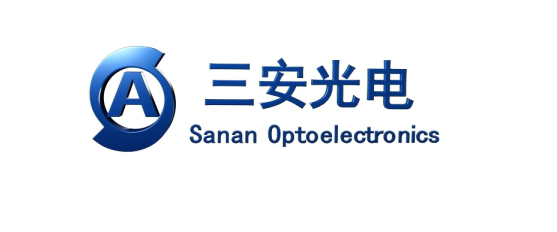 A
三安光电
Sanan Optoelectronics